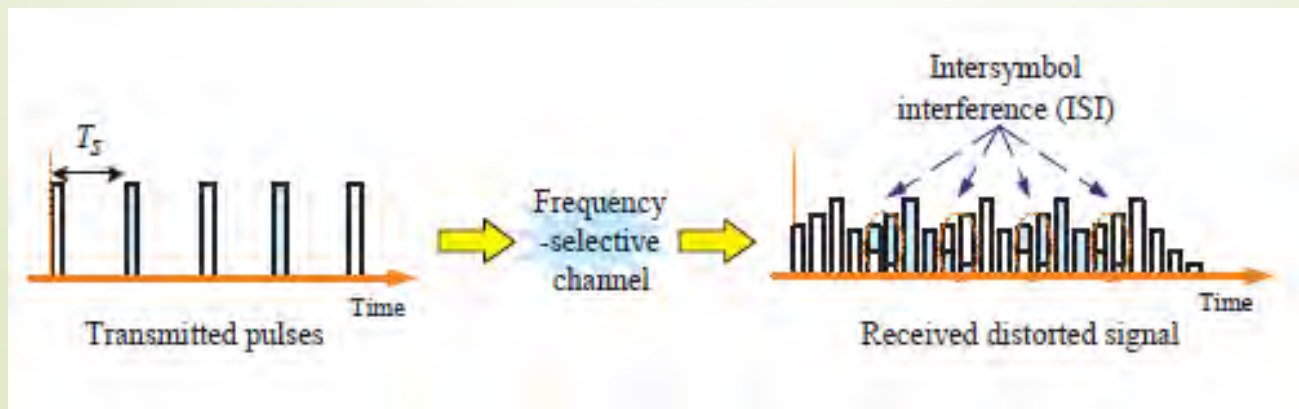 T_s
Time
Transmitted pulses
Frequency
-selective
channel
Intersymbol
interference (ISI)
Time
Received distorted signal